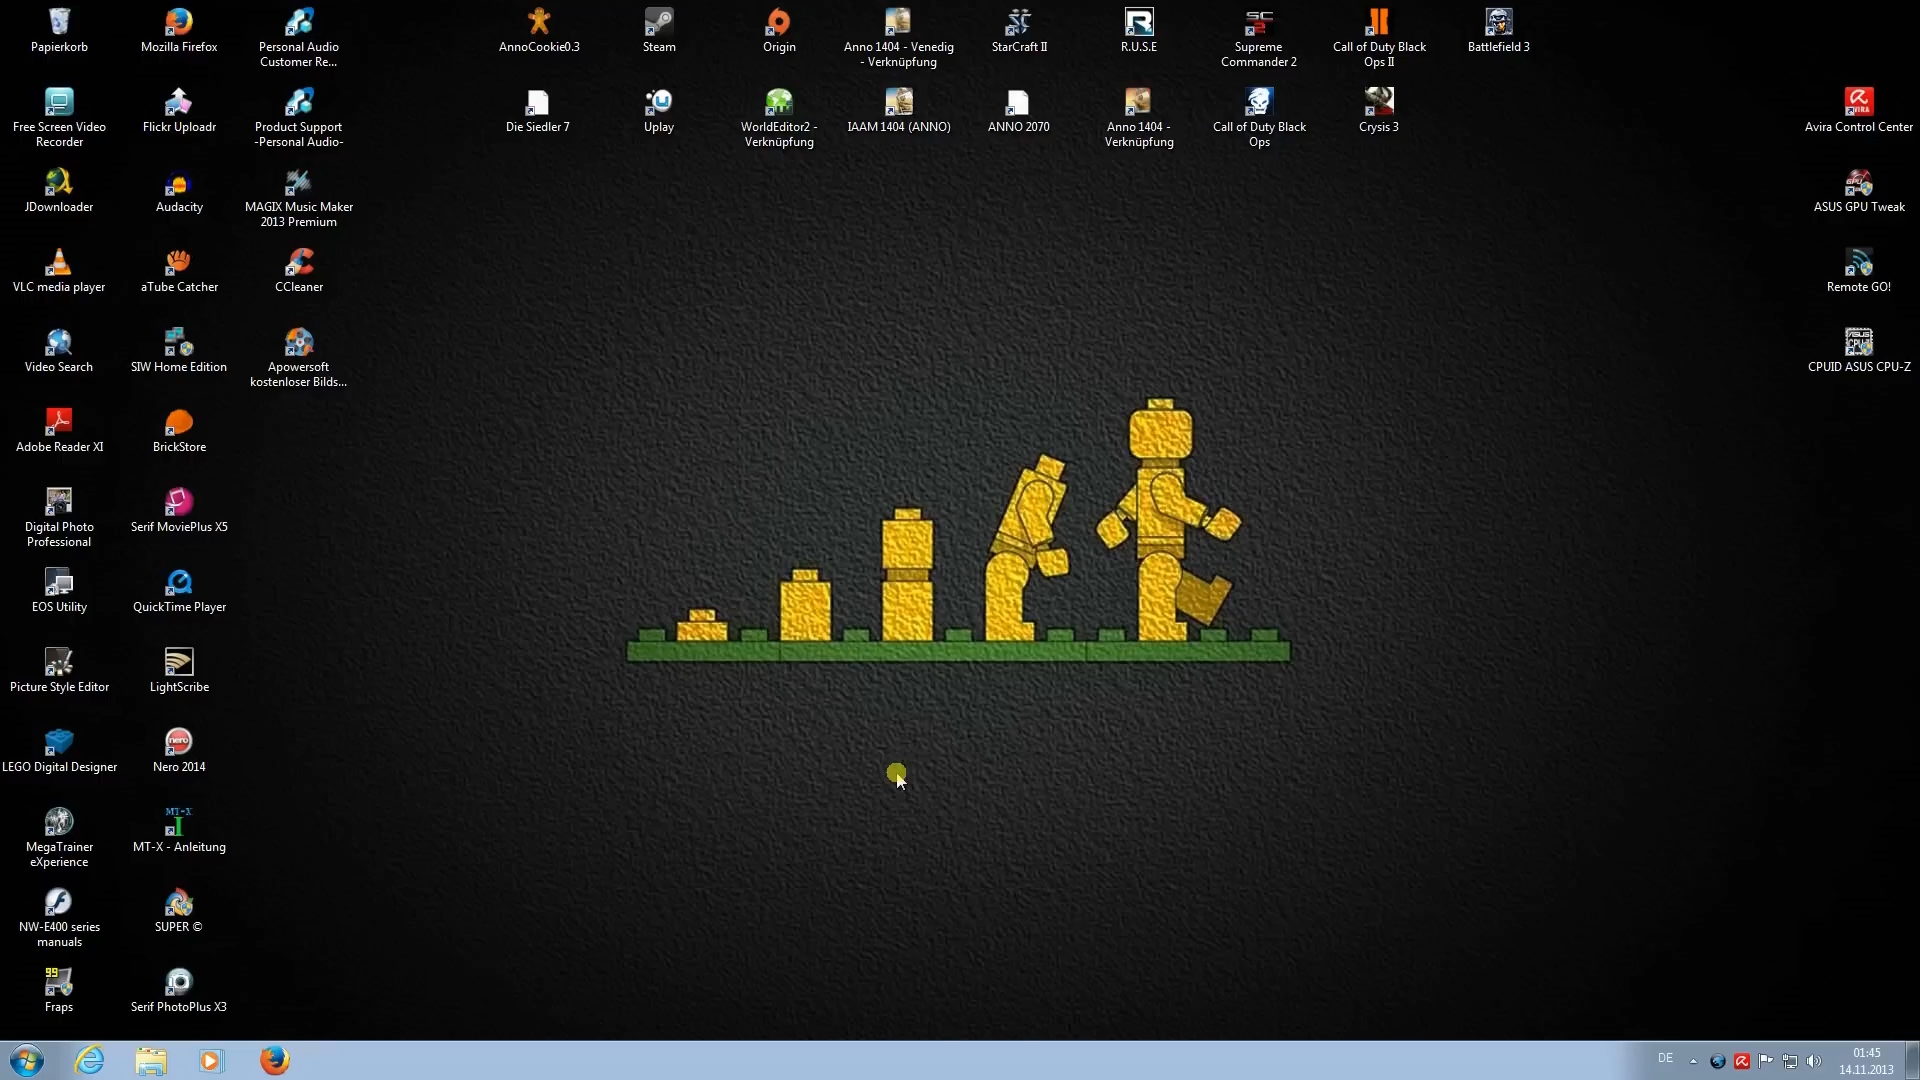 Papierkorb
Mozilla Firefox
Personal Audio
Customer Re...
AnnoCookie0.3
Steam
Origin
Anno 1404 - Venedig
- Verknüpfung
StarCraft II
R.U.S.E
Supreme
Commander 2
Call of Duty Black
Ops II
Battlefield 3
Free Screen Video
Recorder
Flickr Uploadr
Product Support
-Personal Audio-
Die Siedler 7
Uplay
WorldEditor2 -
Verknüpfung
IAAM 1404 (ANNO)
ANNO 2070
Anno 1404 -
Verknüpfung
Call of Duty Black
Ops
Crysis 3
Avira Control Center
JDownloader
Audacity
MAGIX Music Maker
2013 Premium
ASUS GPU Tweak
VLC media player
aTube Catcher
CCleaner
Remote GO!
Video Search
SIW Home Edition
Apowersoft
kostenloser Bilds...
CPUID ASUS CPU-Z
Adobe Reader XI
BrickStore
Digital Photo
Professional
Serif MoviePlus X5
EOS Utility
QuickTime Player
Picture Style Editor
LightScribe
LEGO Digital Designer
Nero 2014
MegaTrainer
eXperience
MT-X - Anleitung
NW-E400 series
manuals
SUPER ©
Fraps
Serif PhotoPlus X3
DE
01:45
14.11.2013